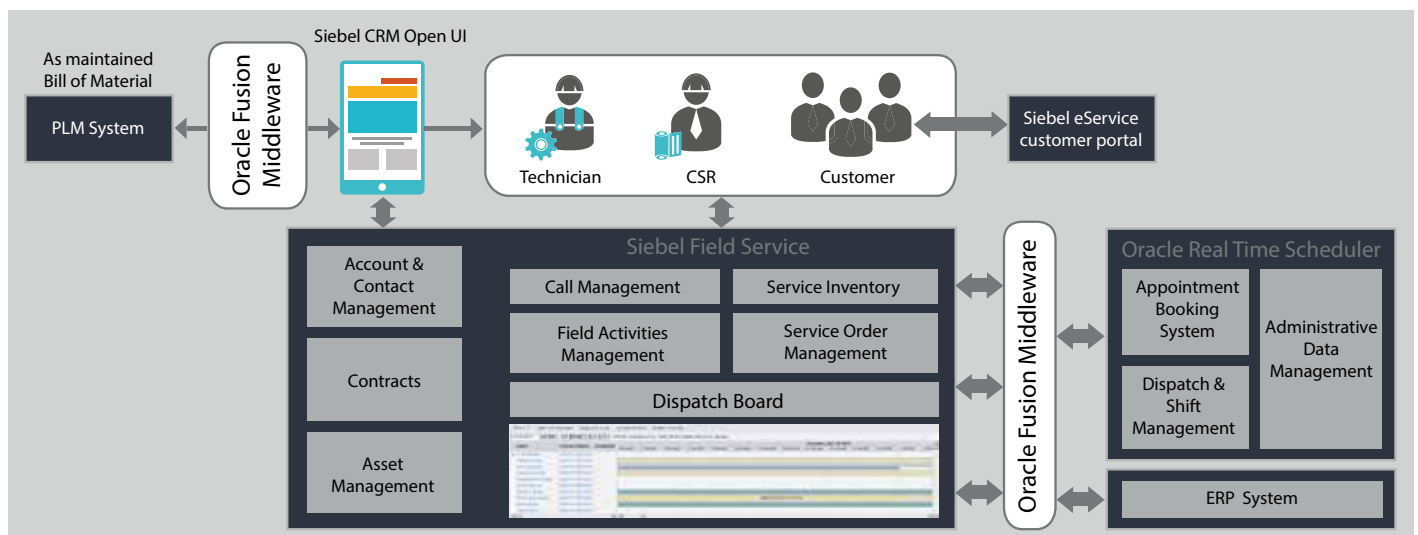 Siebel CRM Open UI
As maintained
Bill of Material
PLM System
Oracle Fusion
Middleware
Technician
CSR
Customer
Siebel eService
customer portal
Siebel Field Service
Account &
Contact
Management
Contracts
Asset
Management
Call Management
Service Inventory
Field Activities
Management
Service Order
Management
Dispatch Board
Oracle Fusion Middleware
Oracle Real Time Scheduler
Appointment
Booking
System
Dispatch &
Shift
Management
Administrative
Data
Management
ERP System